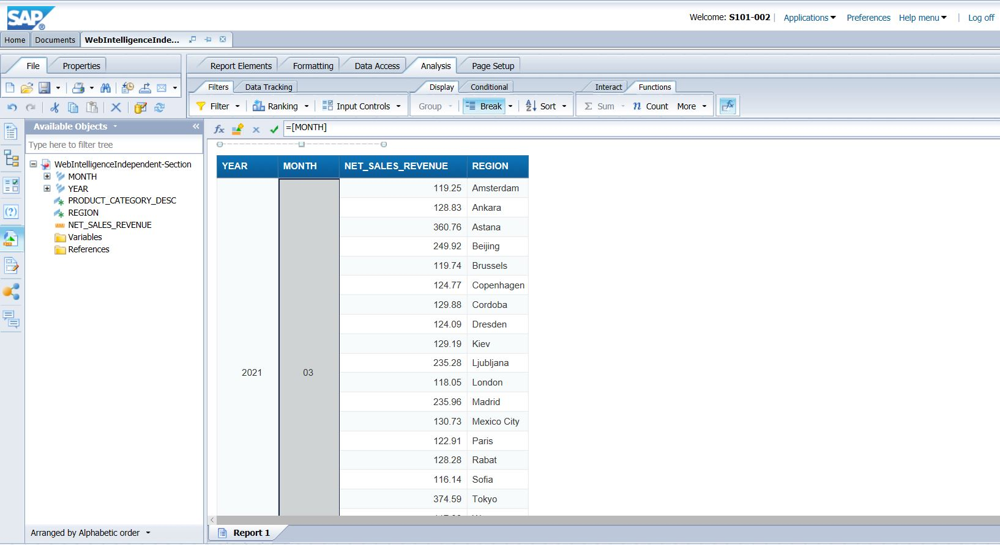 SAP®
Welcome: S101-002 | Applications Preferences Help menu | Log off
Home Documents WebIntelligenceInde...
File Properties Report Elements Formatting Data Access Analysis Page Setup
Filters Data Tracking Display Conditional Interact Functions
Filter Ranking Input Controls Group Break Sort Σ Sum n Count More fx
Available Objects «
fx =[MONTH]
Type here to filter tree
WebIntelligenceIndependent-Section
MONTH
YEAR
PRODUCT_CATEGORY_DESC
REGION
NET_SALES_REVENUE
Variables
References
YEAR MONTH NET_SALES_REVENUE REGION
119.25 Amsterdam
128.83 Ankara
360.76 Astana
249.92 Beijing
119.74 Brussels
124.77 Copenhagen
129.88 Cordoba
124.09 Dresden
129.19 Kiev
235.28 Ljubljana
2021 03
118.05 London
235.96 Madrid
130.73 Mexico City
122.91 Paris
128.28 Rabat
116.14 Sofia
374.59 Tokyo
Arranged by Alphabetic order
Report 1